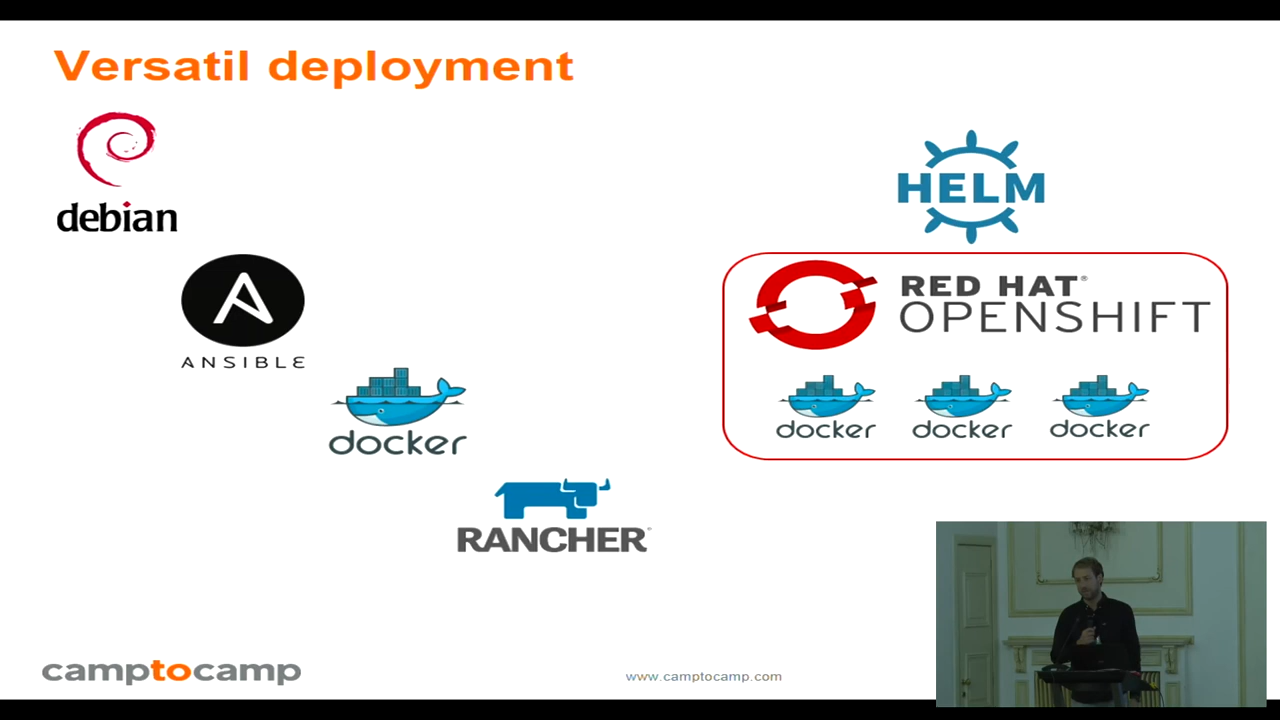 Versatil deployment
debian
ANSIBLE
docker
RANCHER
HELM
RED HAT®
OPENSHIFT
docker docker docker
camptocamp
www.camptocamp.com